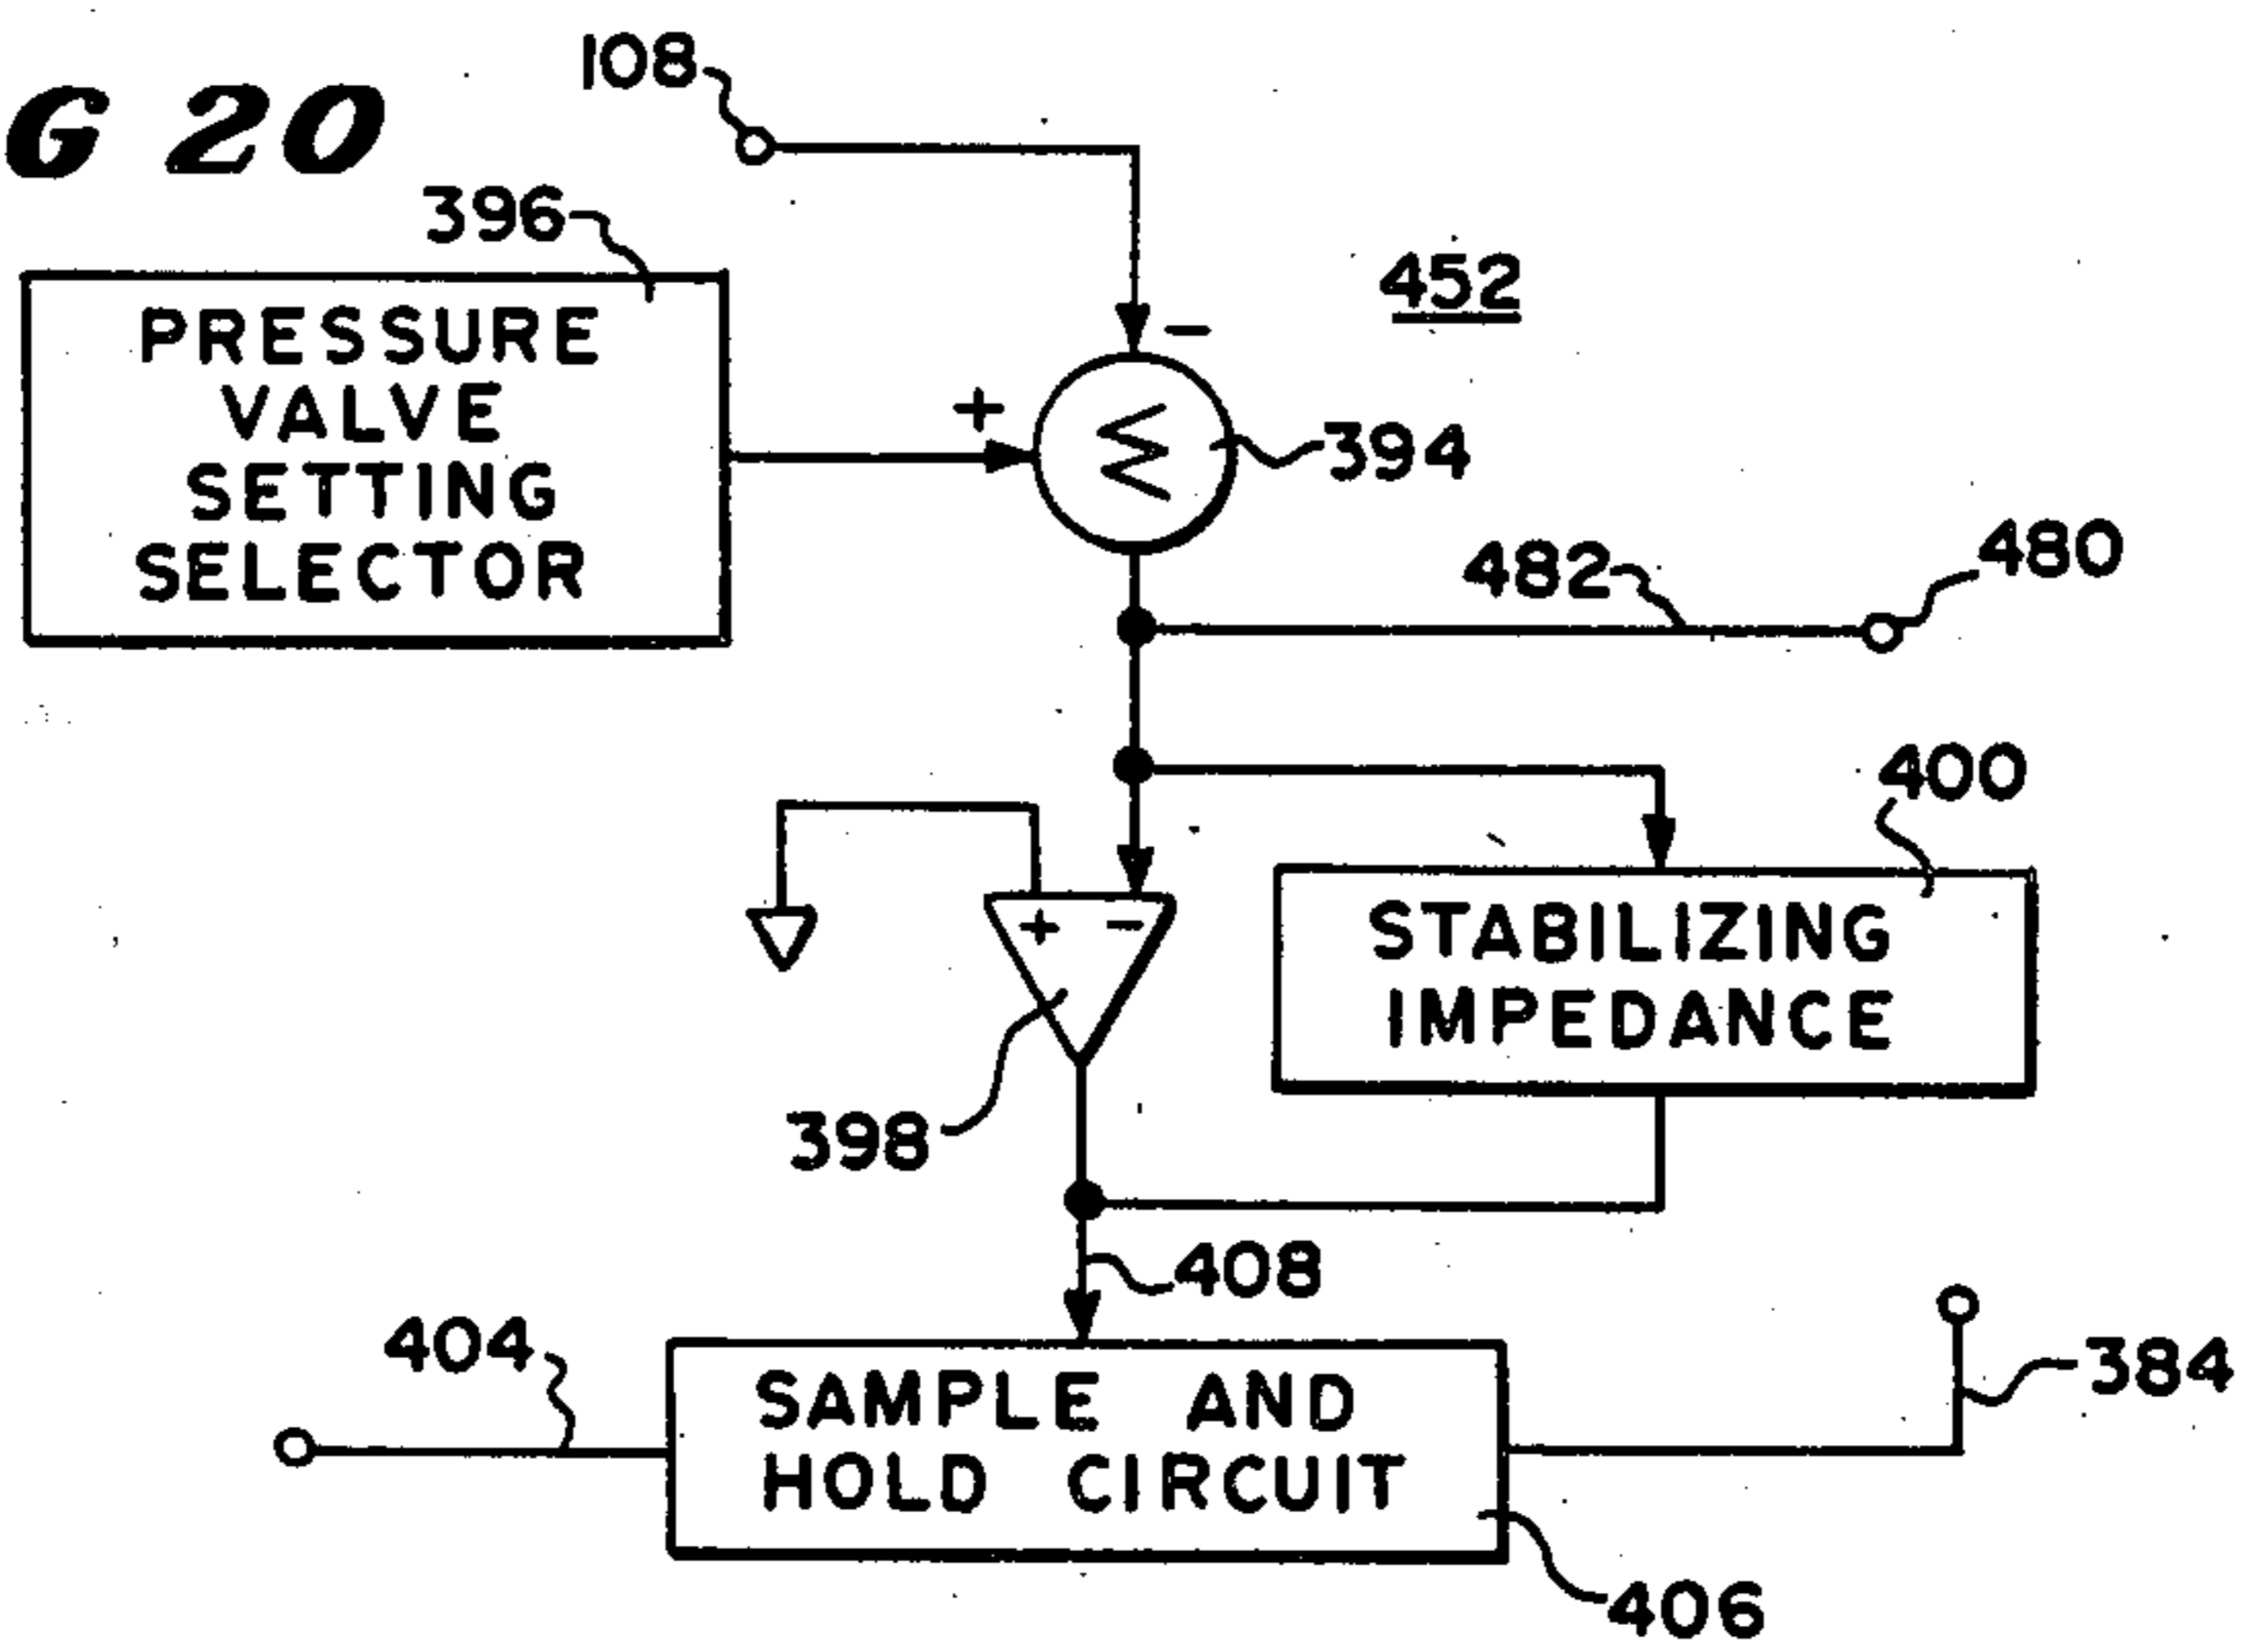 G 20
108
396
PRESSURE
VALVE
SETTING
SELECTOR
-
452
+
Σ
394
482
480
400
+ -
STABILIZING
IMPEDANCE
398
408
404
SAMPLE AND
HOLD CIRCUIT
384
406